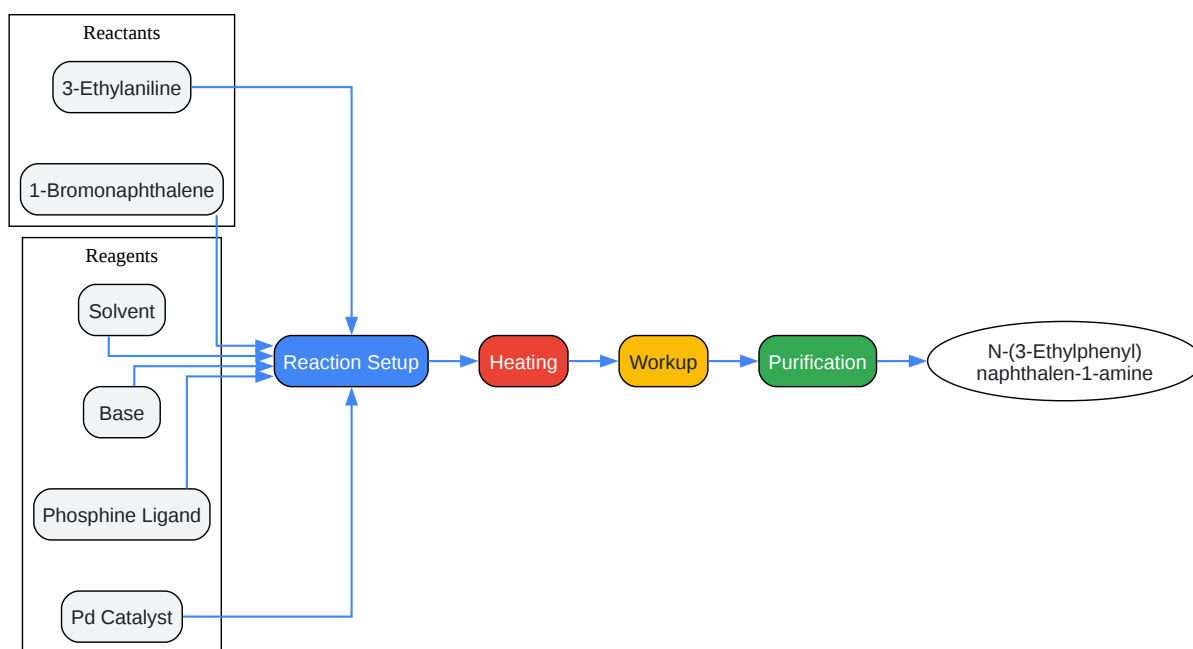 Reactants
3-Ethylaniline
1-Bromonaphthalene
Reagents
Solvent
Base
Phosphine Ligand
Pd Catalyst
Reaction Setup
Heating
Workup
Purification
N-(3-Ethylphenyl)
naphthalen-1-amine